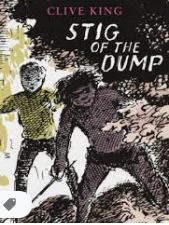 CLIVE KING
STIG
OF THE
DUMP